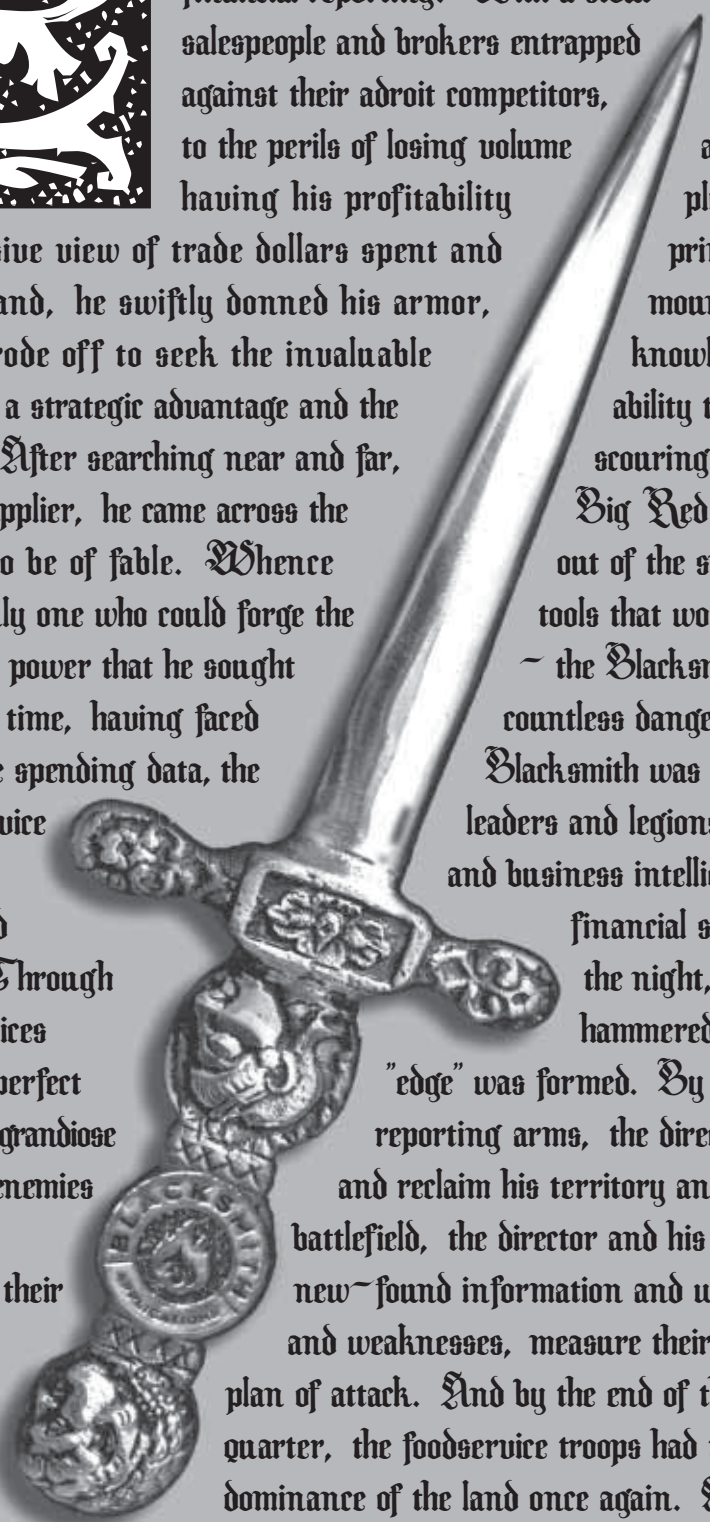 financial reporting. With a
salespeople and brokers entrapped
against their adroit competitors,
to the perils of losing volume a
having his profitability pl
sive view of trade dollars spent and prin
and, he swiftly donned his armor, moun
rode off to seek the invaluable knowl
a strategic advantage and the ability t
After searching near and far, scouring
pplier, he came across the Big Red
o be of fable. Whence out of the s
ly one who could forge the tools that wo
power that he sought ~ the Blacksm
time, having faced countless dange
e spending data, the Blacksmith was
vice leaders and legions
and business intelli
d financial s
Through the night,
ices hammered
perfect "edge" was formed. By
grandiose reporting arms, the dire
enemies and reclaim his territory an
battlefield, the director and his
their new~found information and u
and weaknesses, measure their
plan of attack. And by the end of t
quarter, the foodservice troops had
dominance of the land once again.
BLACKSMITH
APPLICATIONS